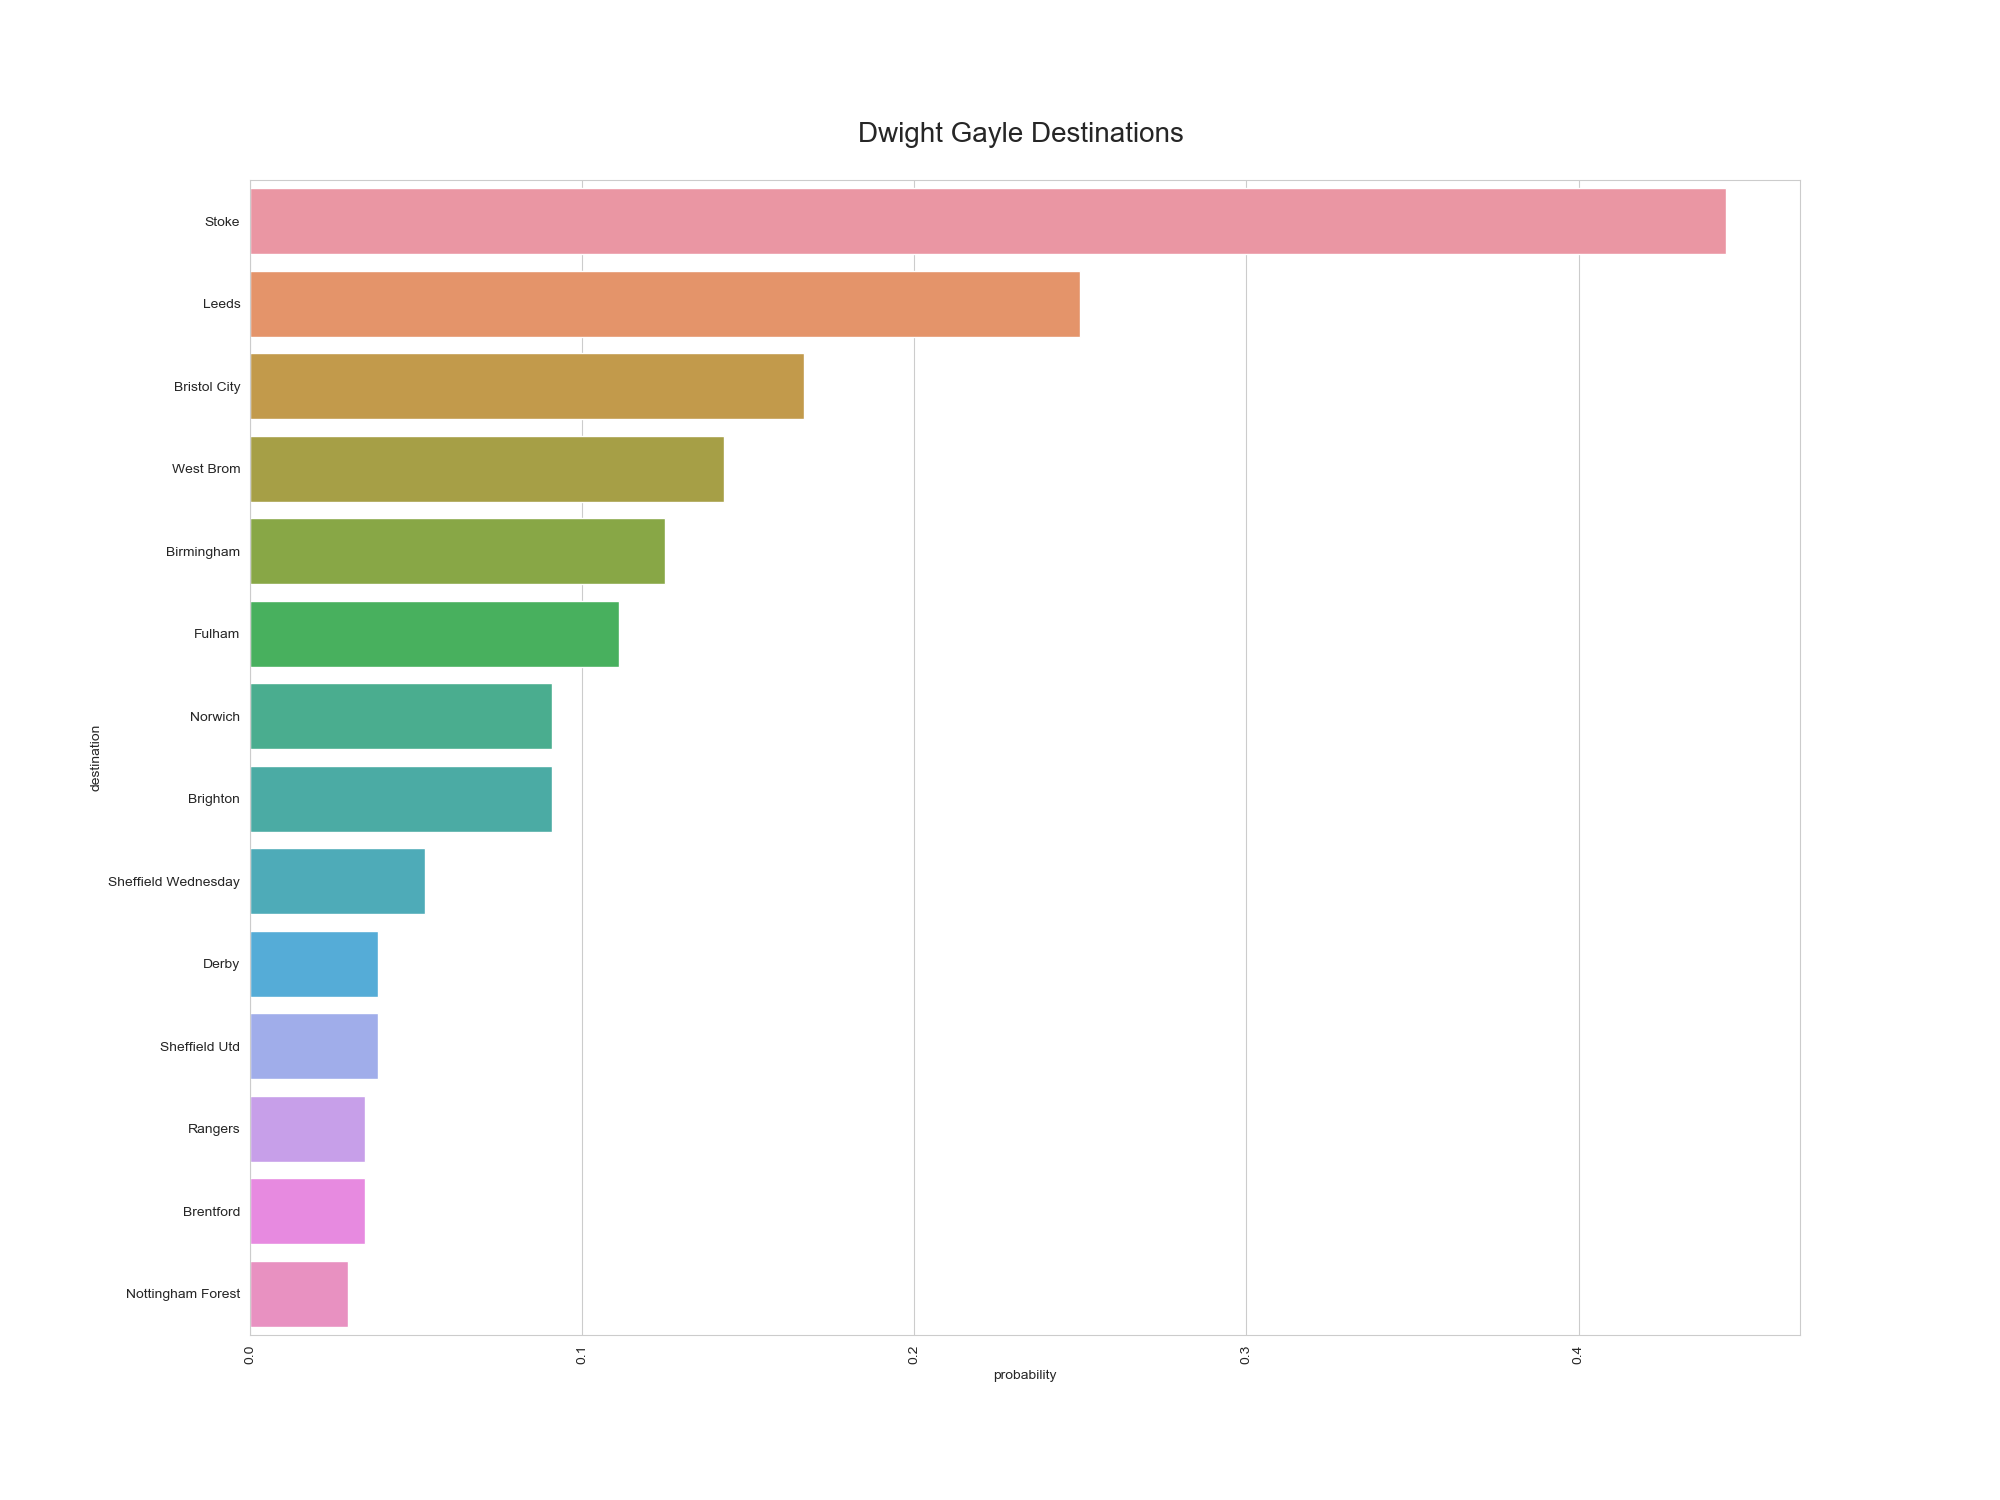 Dwight Gayle Destinations
Stoke
Leeds
Bristol City
West Brom
Birmingham
Fulham
Norwich
Brighton
Sheffield Wednesday
Derby
Sheffield Utd
Rangers
Brentford
Nottingham Forest
destination
0.0
0.1
0.2
0.3
0.4
probability